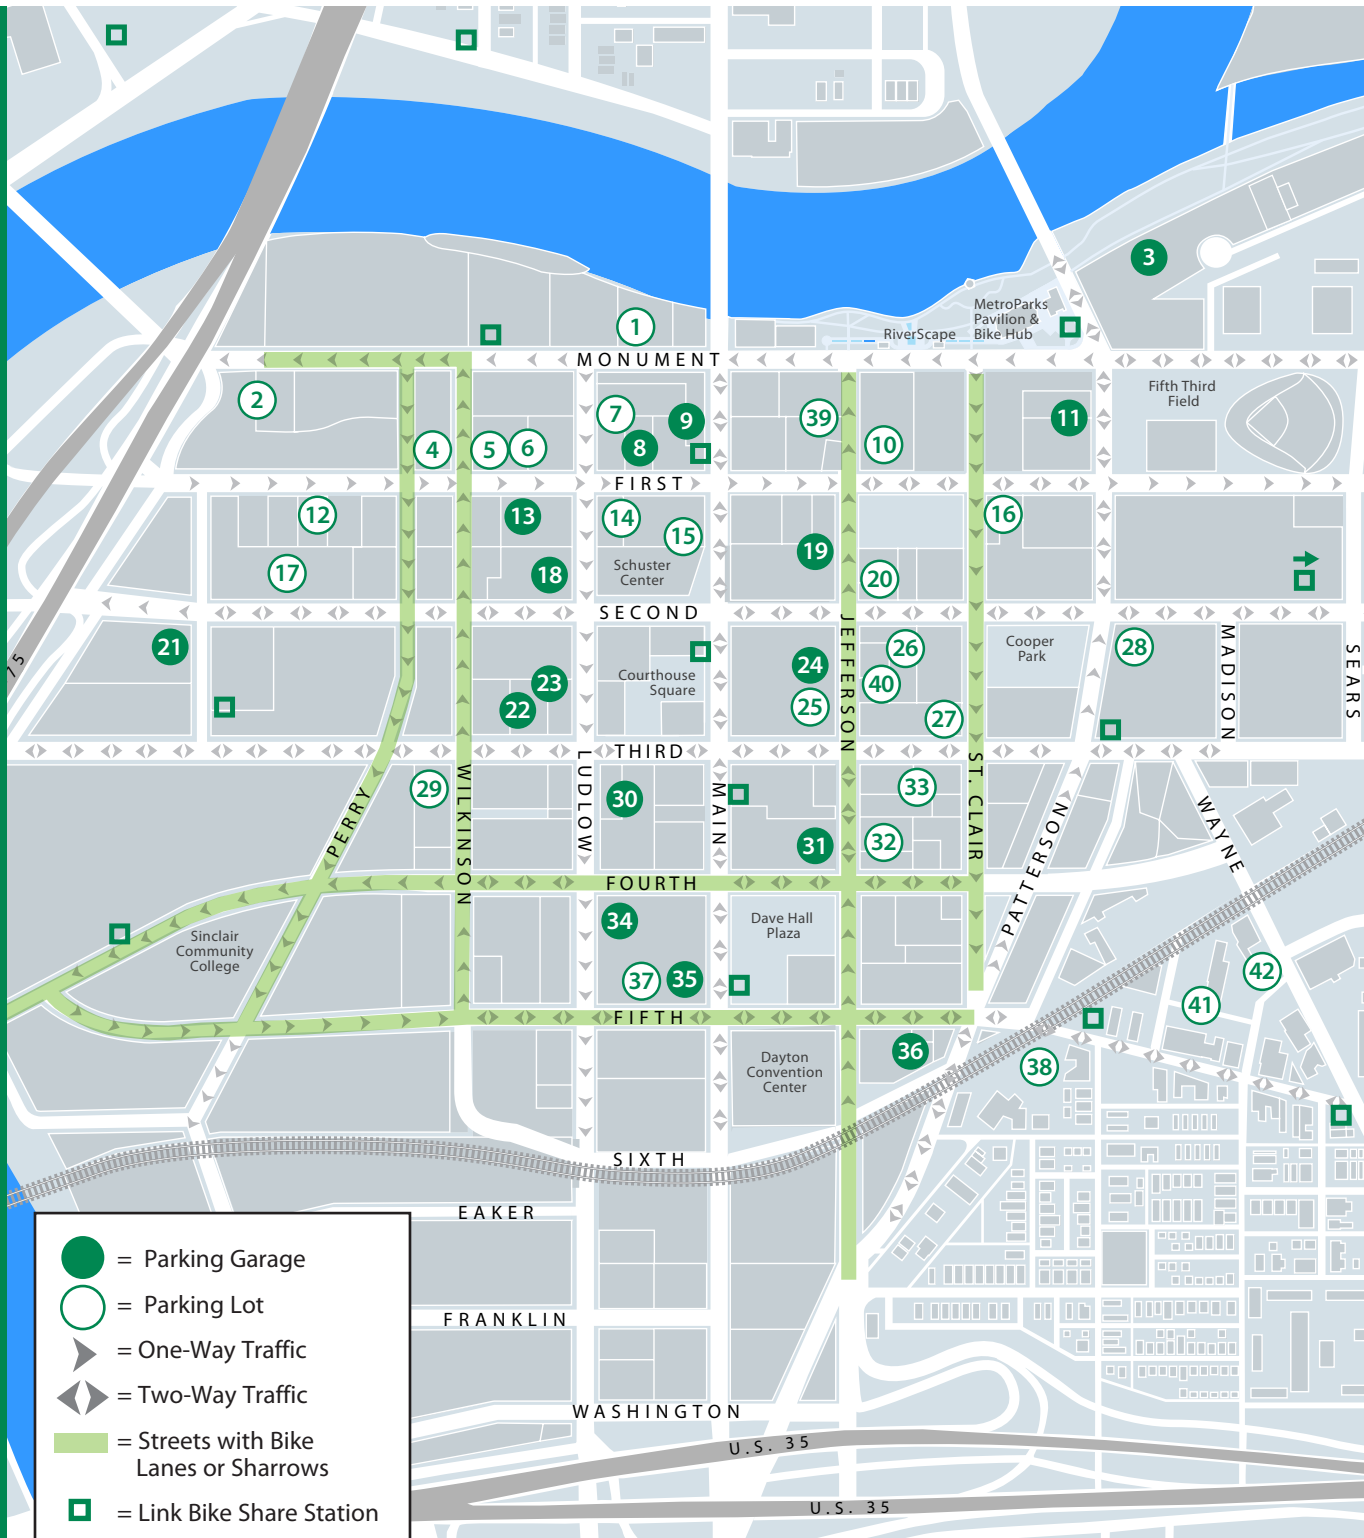 3
MetroParks
Pavilion &
Bike Hub
RiverScape
1
MONUMENT
2
4
5
6
7
8
9
39
10
11
Fifth Third
Field
FIRST
12
13
14
15
16
17
18
19
20
Schuster
Center
SECOND
21
22
23
24
25
26
40
27
28
Courthouse
Square
Cooper
Park
JEFFERSON
MADISON
SEARS
75
THIRD
29
30
31
32
33
PERRY
WILKINSON
LUDLOW
MAIN
ST. CLAIR
PATTERSON
WAYNE
FOURTH
Sinclair
Community
College
34
35
37
Dave Hall
Plaza
42
41
FIFTH
36
38
Dayton
Convention
Center
SIXTH
EAKER
FRANKLIN
WASHINGTON
U.S. 35
U.S. 35
= Parking Garage
= Parking Lot
= One-Way Traffic
= Two-Way Traffic
= Streets with Bike
Lanes or Sharrows
= Link Bike Share Station